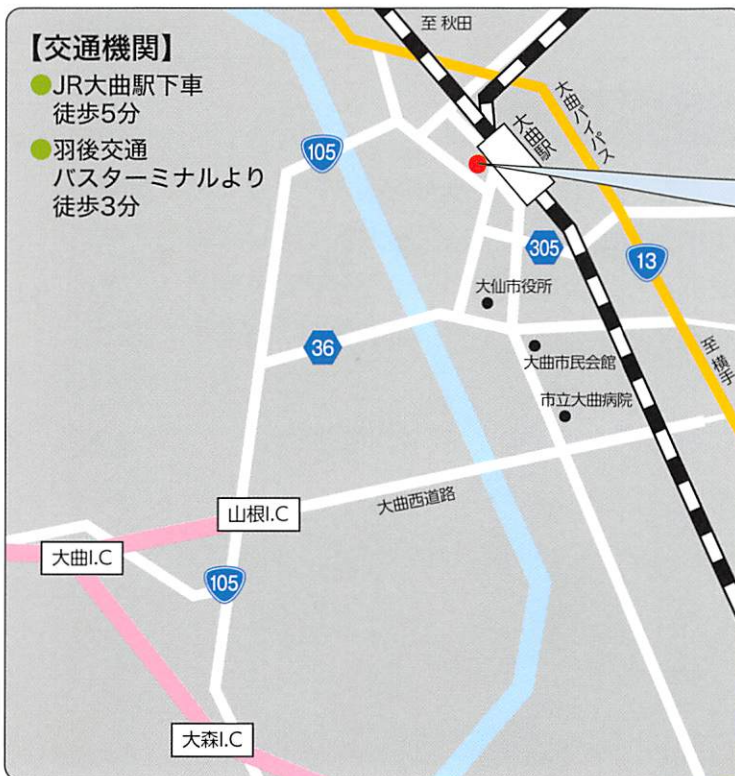 【交通機関】
●JR大曲駅下車
徒歩5分
●羽後交通
バスターミナルより
徒歩3分
至 秋田
大曲バイパス
大曲駅
105
305
13
大仙市役所
36
大曲市民会館
至 横手
市立大曲病院
大曲西道路
山根I.C
大曲I.C
105
大森I.C